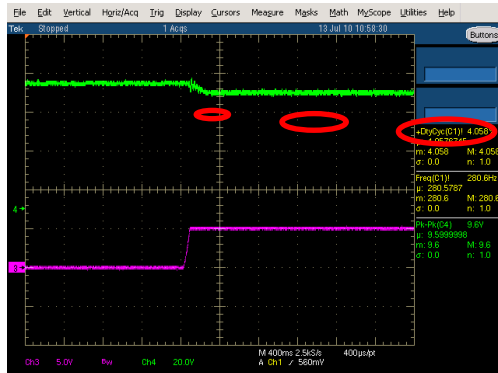 File Edit Vertical Horiz/Acq Trig Display Cursors Measure Masks Math MyScope Utilities Help
Tek Stopped 1 Acqs 13 Jul 10 10:58:30 Buttons
+DtyCyc(C1)! 4.058
m: 4.058 M: 4.058
σ: 0.0 n: 1.0
Freq(C1)! 280.6Hz
μ: 280.5787
m: 280.6 M: 280.6
σ: 0.0 n: 1.0
Pk-Pk(C4) 9.6V
μ: 9.5999998
m: 9.6 M: 9.6
σ: 0.0 n: 1.0
4
3
Ch3 5.0V Bw Ch4 20.0V
M 400ms 2.5kS/s 400µs/pt
A Ch1 / 560mV